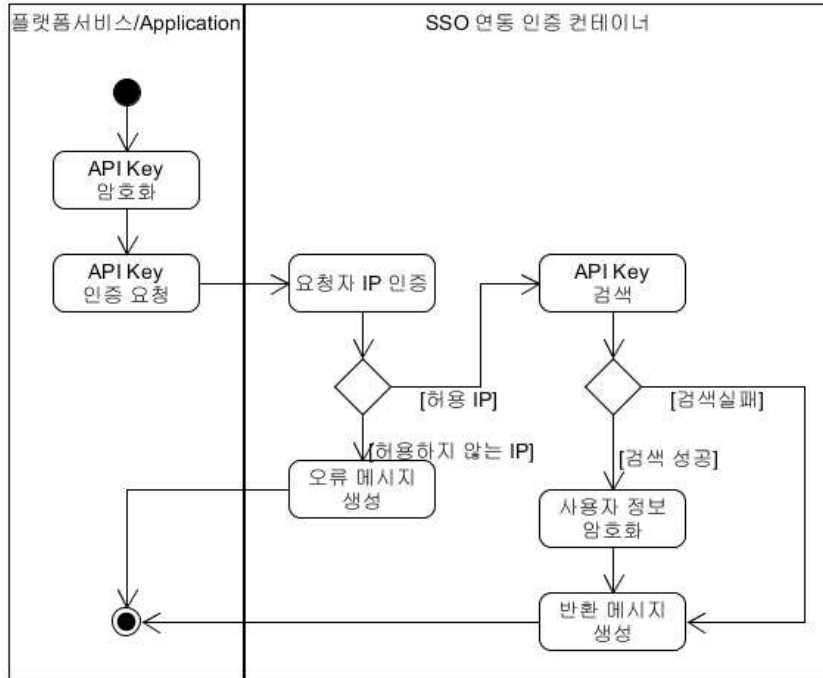 플랫폼서비스/Application
SSO 연동 인증 컨테이너
API Key
암호화
API Key
인증 요청
요청자 IP 인증
API Key
검색
[허용 IP]
[검색실패]
[허용하지 않는 IP]
[검색 성공]
오류 메시지
생성
사용자 정보
암호화
반환 메시지
생성